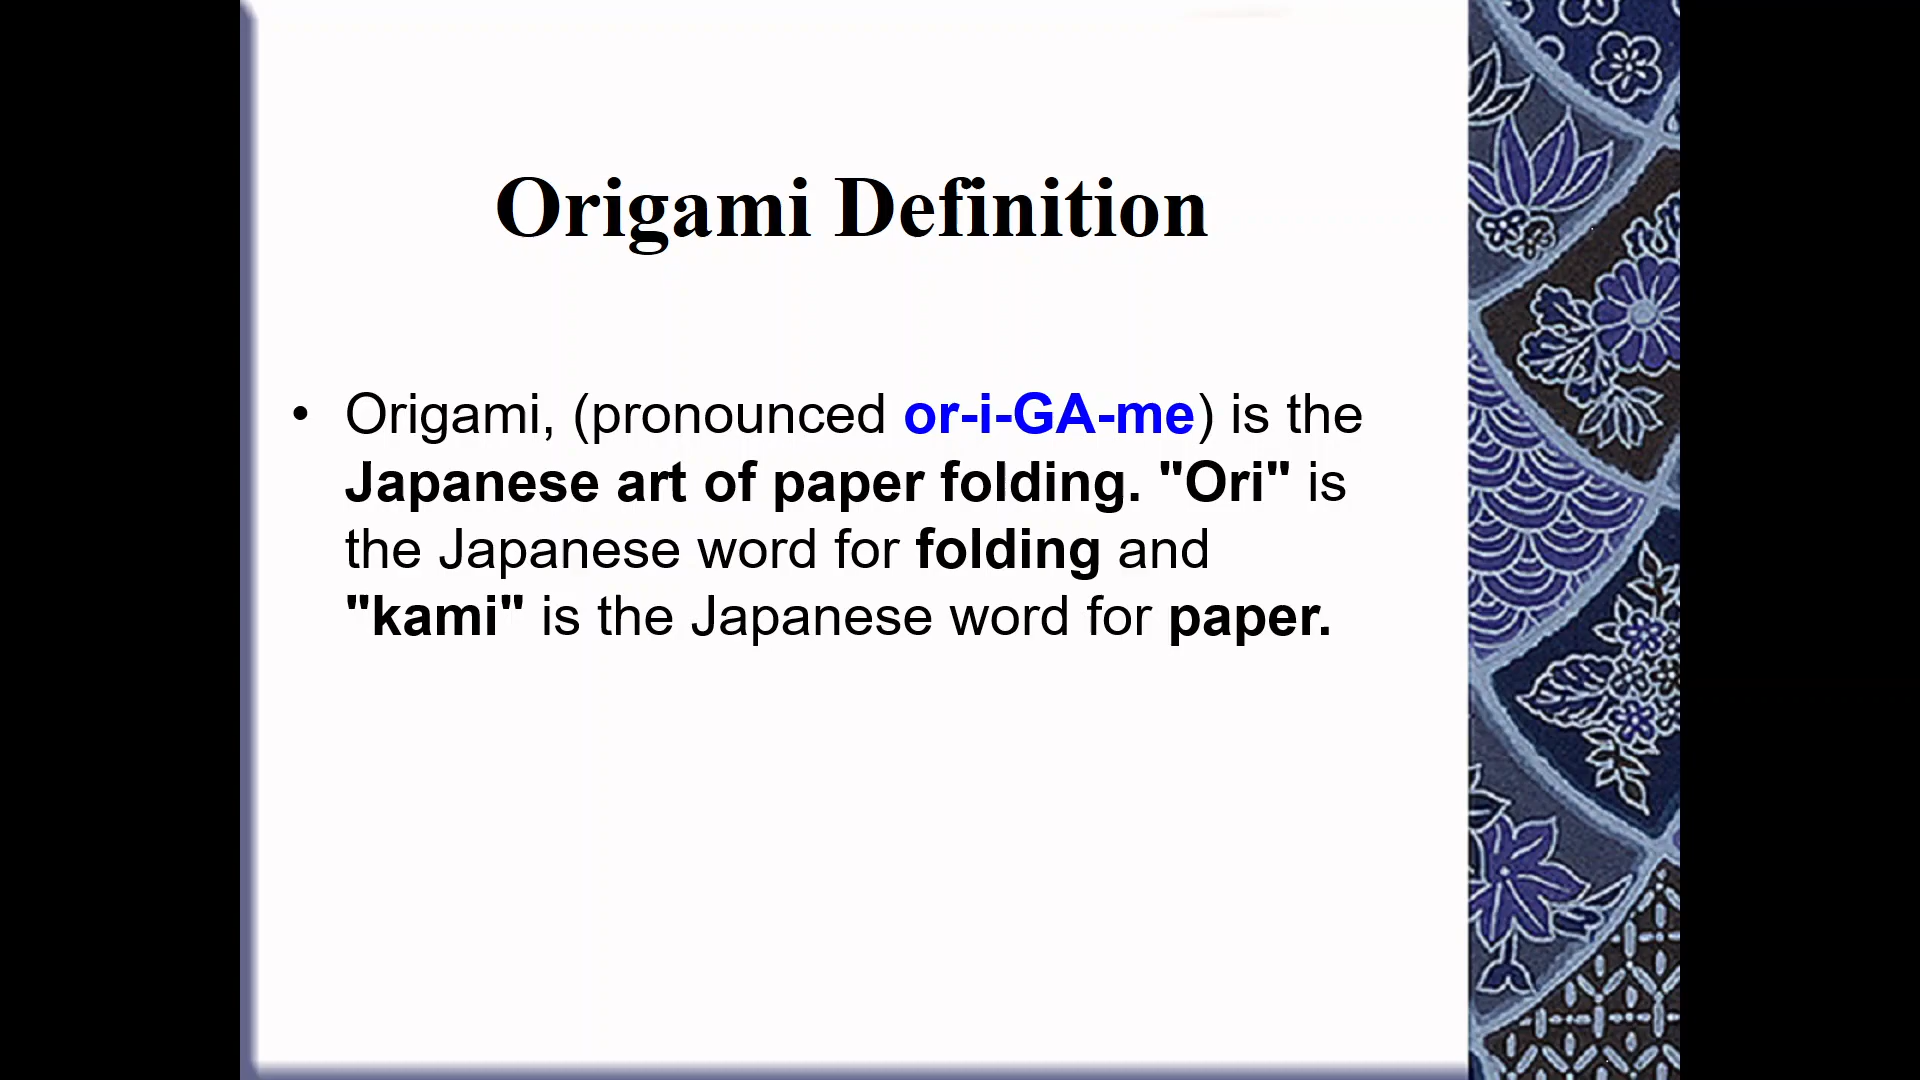 Origami Definition
• Origami, (pronounced or-i-GA-me) is the
Japanese art of paper folding. "Ori" is
the Japanese word for folding and
"kami" is the Japanese word for paper.